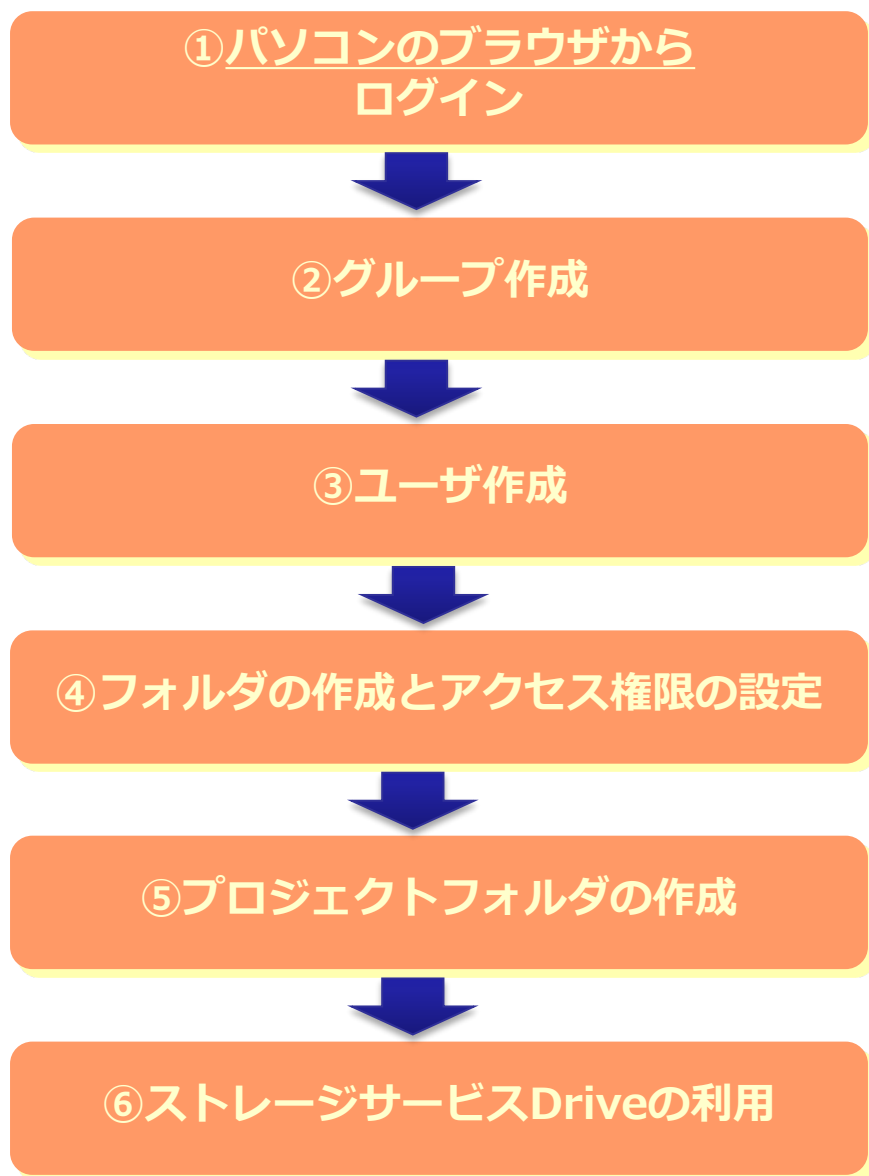 ①パソコンのブラウザから
ログイン
②グループ作成
③ユーザ作成
④フォルダの作成とアクセス権限の設定
⑤プロジェクトフォルダの作成
⑥ストレージサービスDriveの利用